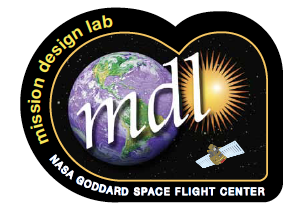 mission design lab
mdl
NASA GODDARD SPACE FLIGHT CENTER